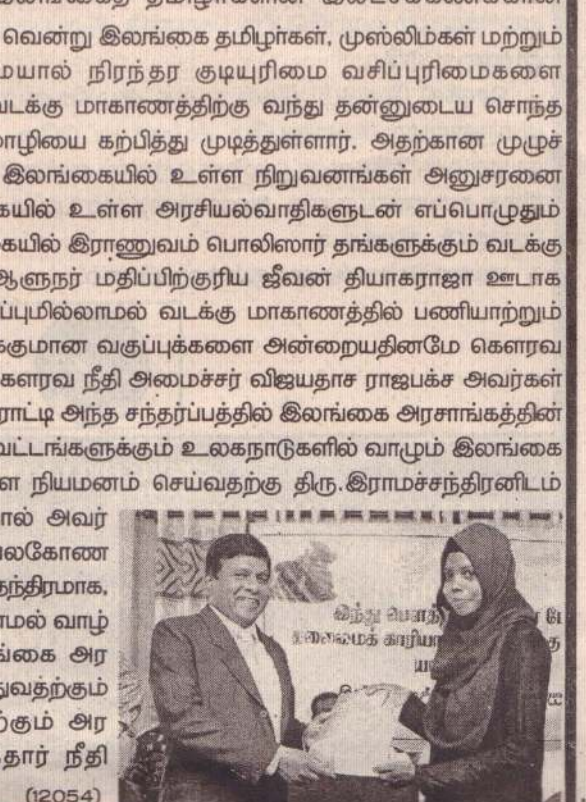 வென்று இலங்கை தமிழர்கள், முஸ்லிம்கள் மற்றும்
மையால் நிரந்தர குடியுரிமை வசிப்புரிமைகளை
வடக்கு மாகாணத்திற்கு வந்து தன்னுடைய சொந்த
மொழியை கற்பித்து முடித்துள்ளார். அதற்கான முழுச்
இலங்கையில் உள்ள நிறுவனங்கள் அனுசரனை
கையில் உள்ள அரசியல்வாதிகளுடன் எப்பொழுதும்
கையில் இராணுவம் பொலிஸார் தங்களுக்கும் வடக்கு
ஆளுநர் மதிப்பிற்குரிய ஜீவன் தியாகராஜா ஊடாக
ப்புமில்லாமல் வடக்கு மாகாணத்தில் பணியாற்றும்
க்குமான வகுப்புக்களை அன்றையதினமே கௌரவ
கௌரவ நீதி அமைச்சர் விஜயதாச ராஜபக்ச அவர்கள்
ராட்டி அந்த சந்தர்ப்பத்தில் இலங்கை அரசாங்கத்தின்
வட்டங்களுக்கும் உலகநாடுகளில் வாழும் இலங்கை
ள நியமனம் செய்வதற்கு திரு.இராமச்சந்திரனிடம்
ால் அவர்
லகோண
தந்திரமாக,
ாமல் வாழ்
ங்கை அர
துவதற்கும்
ற்கும் அர
தார் நீதி
(12054)
இந்து பௌத்
தலைமைக் காரியா